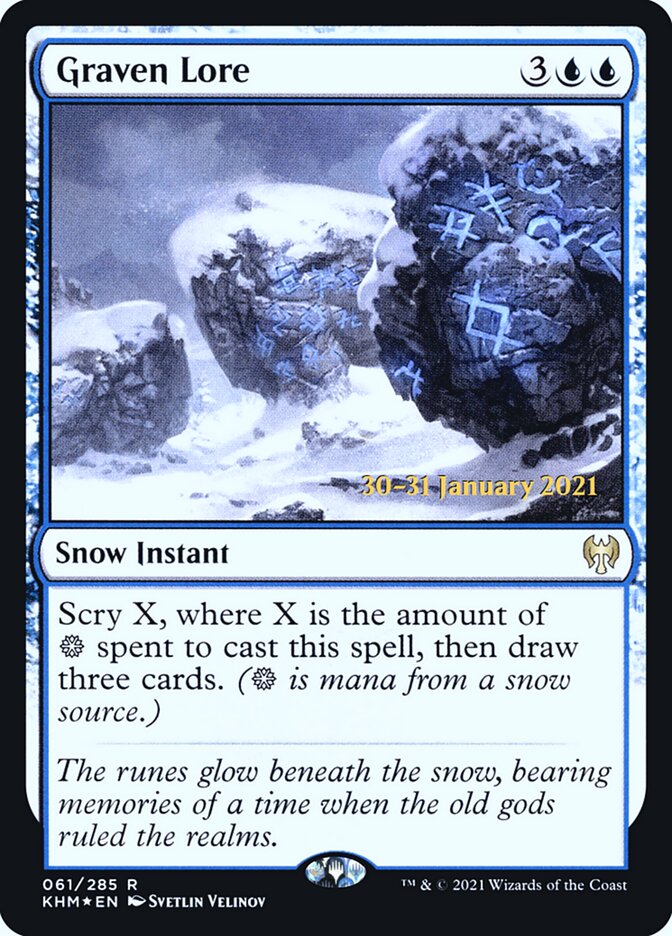 Graven Lore 3
30–31 January 2021
Snow Instant
Scry X, where X is the amount of
spent to cast this spell, then draw
three cards. ( is mana from a snow
source.)
The runes glow beneath the snow, bearing
memories of a time when the old gods
ruled the realms.
061/285 R
KHM★EN Svetlin Velinov
™ & © 2021 Wizards of the Coast